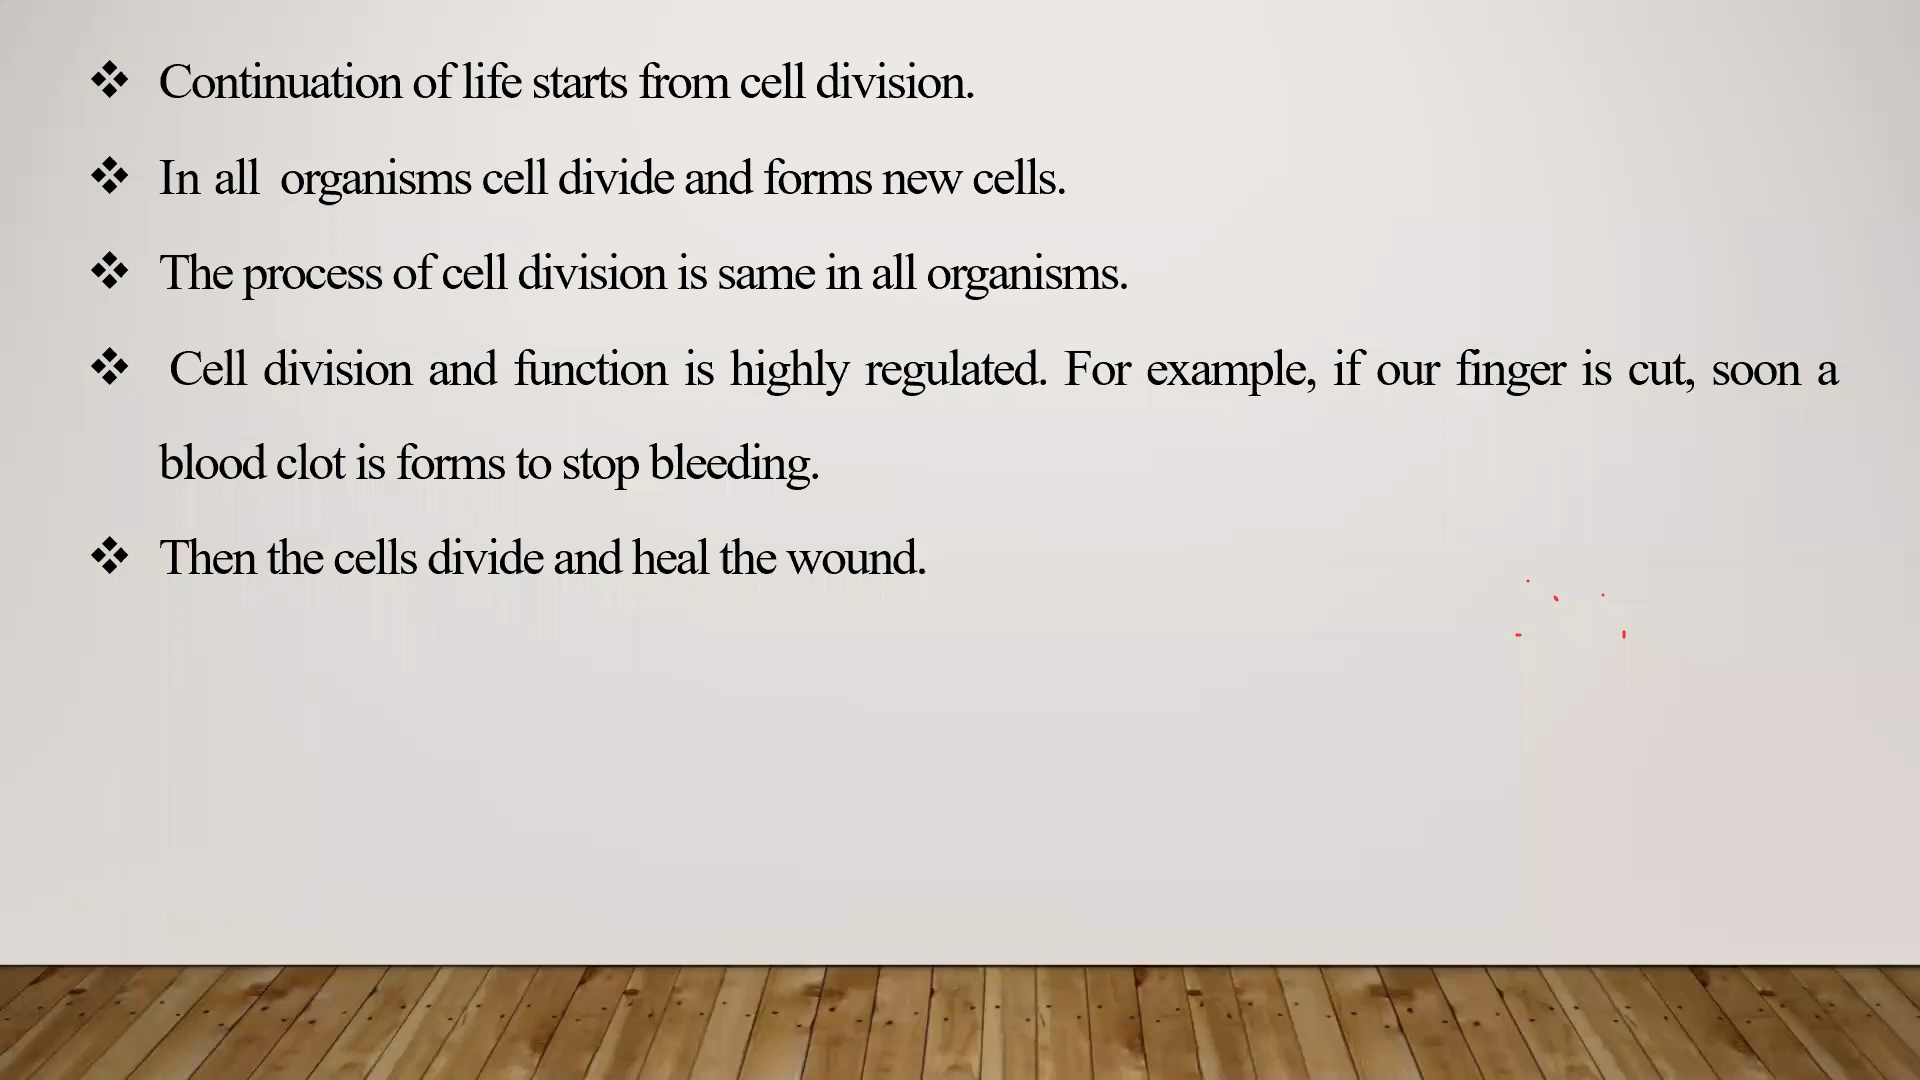 ❖ Continuation of life starts from cell division.
❖ In all organisms cell divide and forms new cells.
❖ The process of cell division is same in all organisms.
❖ Cell division and function is highly regulated. For example, if our finger is cut, soon a
blood clot is forms to stop bleeding.
❖ Then the cells divide and heal the wound.